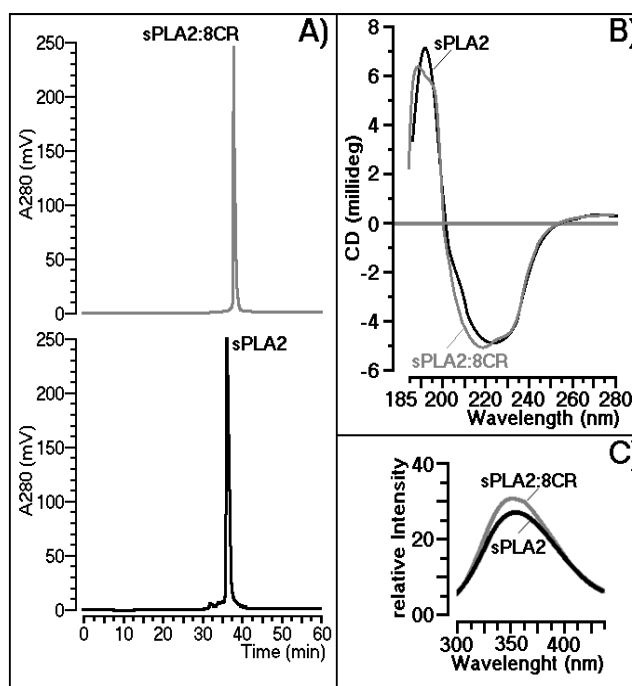 A)
sPLA2:8CR
A280 (mV)
250
200
150
100
50
0
sPLA2
A280 (mV)
250
200
150
100
50
0
0 10 20 30 40 50 60
Time (min)
B)
sPLA2
CD (millideg)
8
6
4
2
0
-2
-4
-6
sPLA2:8CR
185 200 220 240 260 280
Wavelength (nm)
C)
sPLA2:8CR
sPLA2
relative Intensity
40
20
00
300 350 400
Wavelenght (nm)